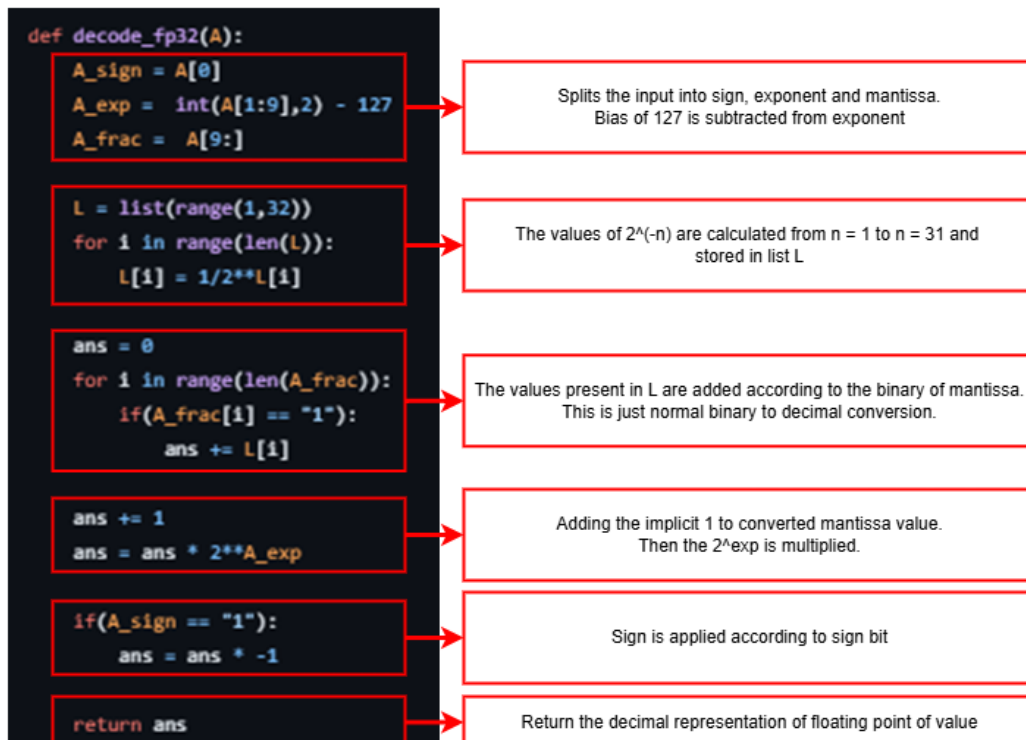 def decode_fp32(A):
A_sign = A[0]
A_exp =  int(A[1:9],2) - 127
A_frac =  A[9:]
Splits the input into sign, exponent and mantissa.
Bias of 127 is subtracted from exponent
L = list(range(1,32))
for i in range(len(L)):
L[i] = 1/2**L[i]
The values of 2^(-n) are calculated from n = 1 to n = 31 and
stored in list L
ans = 0
for i in range(len(A_frac)):
if(A_frac[i] == "1"):
ans += L[i]
The values present in L are added according to the binary of mantissa.
This is just normal binary to decimal conversion.
ans += 1
ans = ans * 2**A_exp
Adding the implicit 1 to converted mantissa value.
Then the 2^exp is multiplied.
if(A_sign == "1"):
ans = ans * -1
Sign is applied according to sign bit
return ans
Return the decimal representation of floating point of value